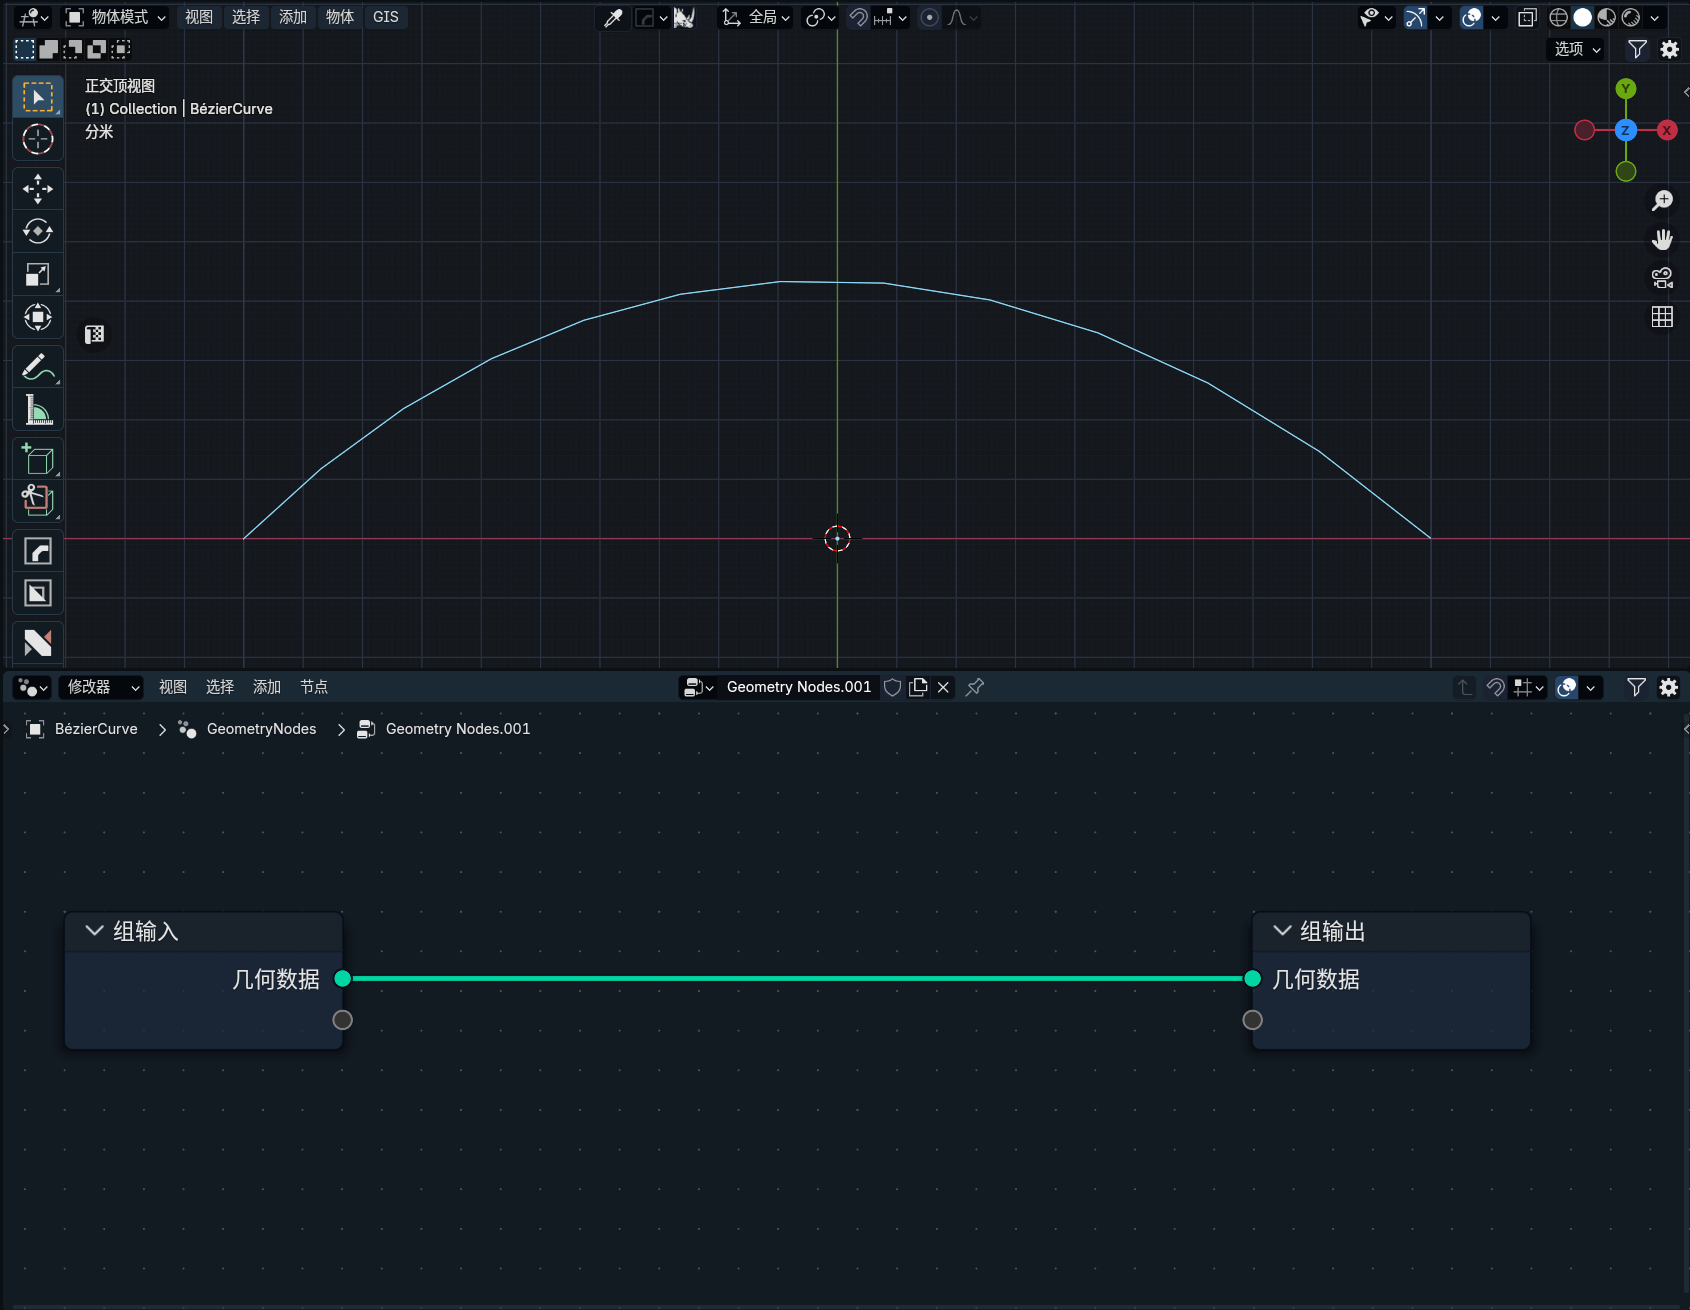 物体模式 视图 选择 添加 物体 GIS 全局
选项
正交顶视图
(1) Collection | BézierCurve
分米
Y
Z
X
修改器 视图 选择 添加 节点 Geometry Nodes.001
BézierCurve GeometryNodes Geometry Nodes.001
组输入
几何数据
组输出
几何数据